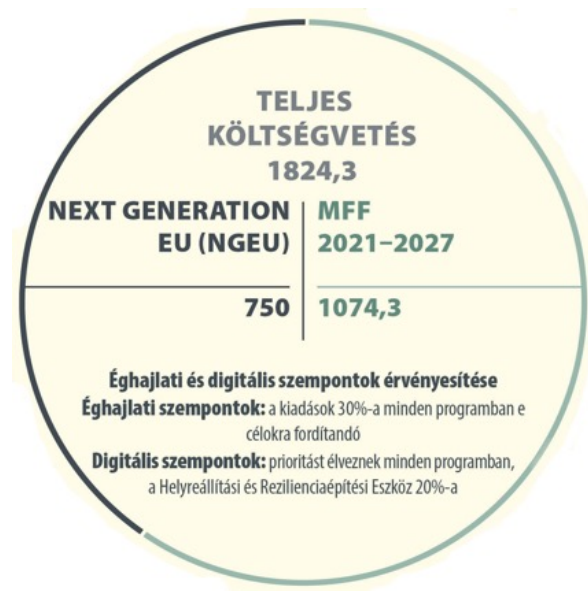 TELJES
KÖLTSÉGVETÉS
1824,3
NEXT GENERATION
EU (NGEU)
MFF
2021–2027
750
1074,3
Éghajlati és digitális szempontok érvényesítése
Éghajlati szempontok: a kiadások 30%-a minden programban e
célokra fordítandó
Digitális szempontok: prioritást élveznek minden programban,
a Helyreállítási és Rezilienciaépítési Eszköz 20%-a